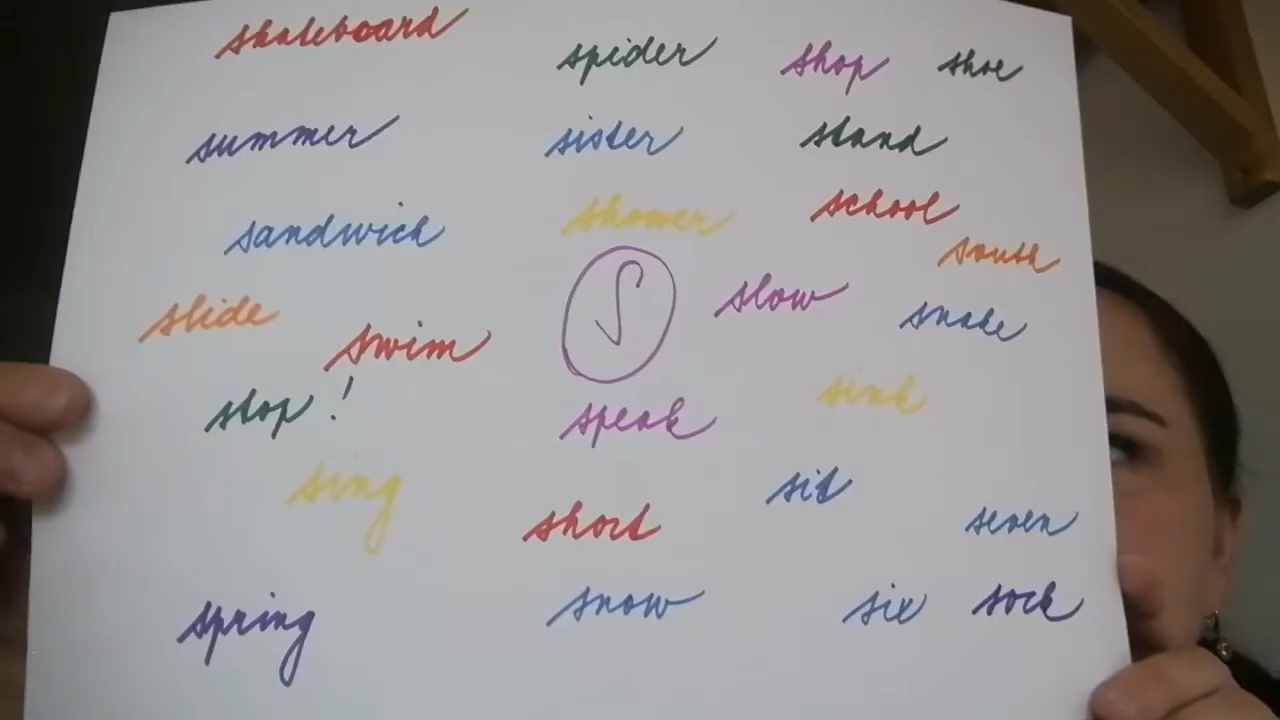 skateboard
spider shop shoe
summer sister stand
sandwich shower school
south
slide swim S slow snake
stop! speak sink
sing short sit
seven
spring snow six sock